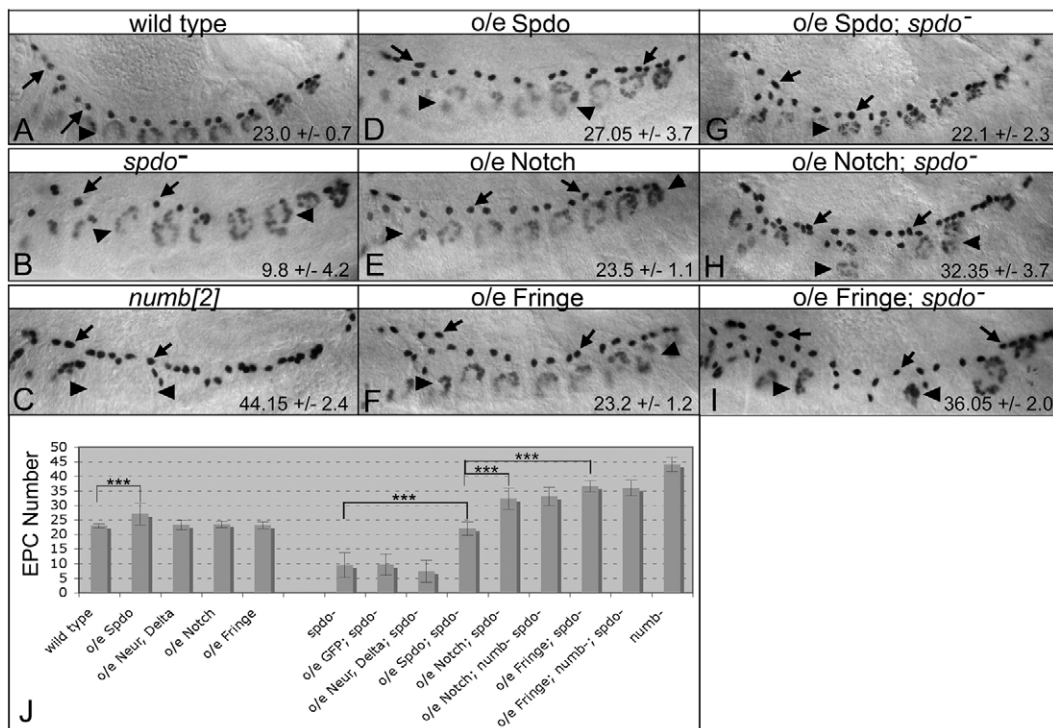 wild type
o/e Spdo
o/e Spdo; spdo-
A
23.0 +/- 0.7
D
27.05 +/- 3.7
G
22.1 +/- 2.3
spdo-
o/e Notch
o/e Notch; spdo-
B
9.8 +/- 4.2
E
23.5 +/- 1.1
H
32.35 +/- 3.7
numb[2]
o/e Fringe
o/e Fringe; spdo-
C
44.15 +/- 2.4
F
23.2 +/- 1.2
I
36.05 +/- 2.0
EPC Number
50
45
40
35
30
25
20
15
10
5
0
***
***
***
***
wild type
o/e Spdo
o/e Neur, Delta
o/e Notch
o/e Fringe
spdo-
o/e GFP; spdo-
o/e Neur, Delta; spdo-
o/e Spdo; spdo-
o/e Notch; spdo-
o/e Notch; numb- spdo-
o/e Fringe; spdo-
o/e Fringe; numb-; spdo-
numb-
J